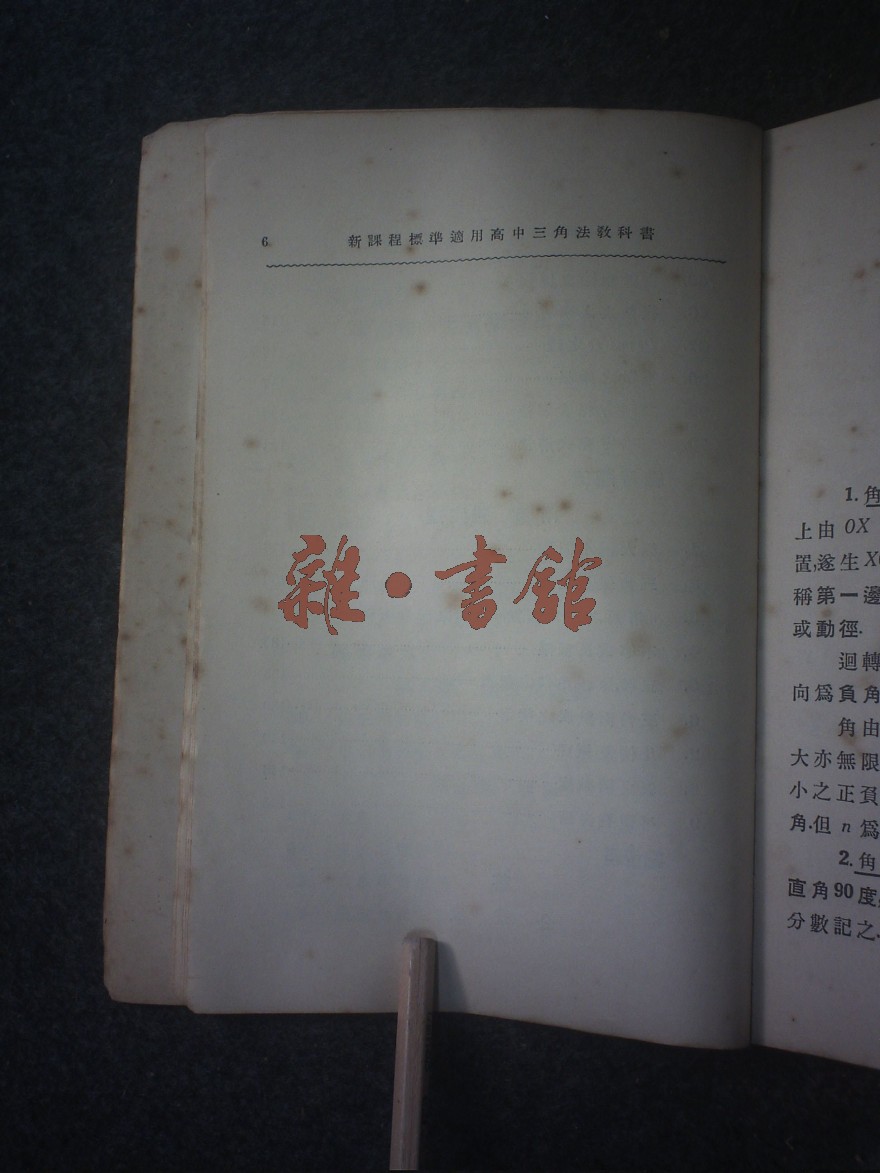 6
新課程標準適用高中三角法教科書
雜·書館
1. 角
上由 OX
置,遂生 X
稱第一邊
或動徑.
迴轉
向爲負角
角由
大亦無限
小之正負
角.但 n 爲
2. 角
直角90度
分數記之.